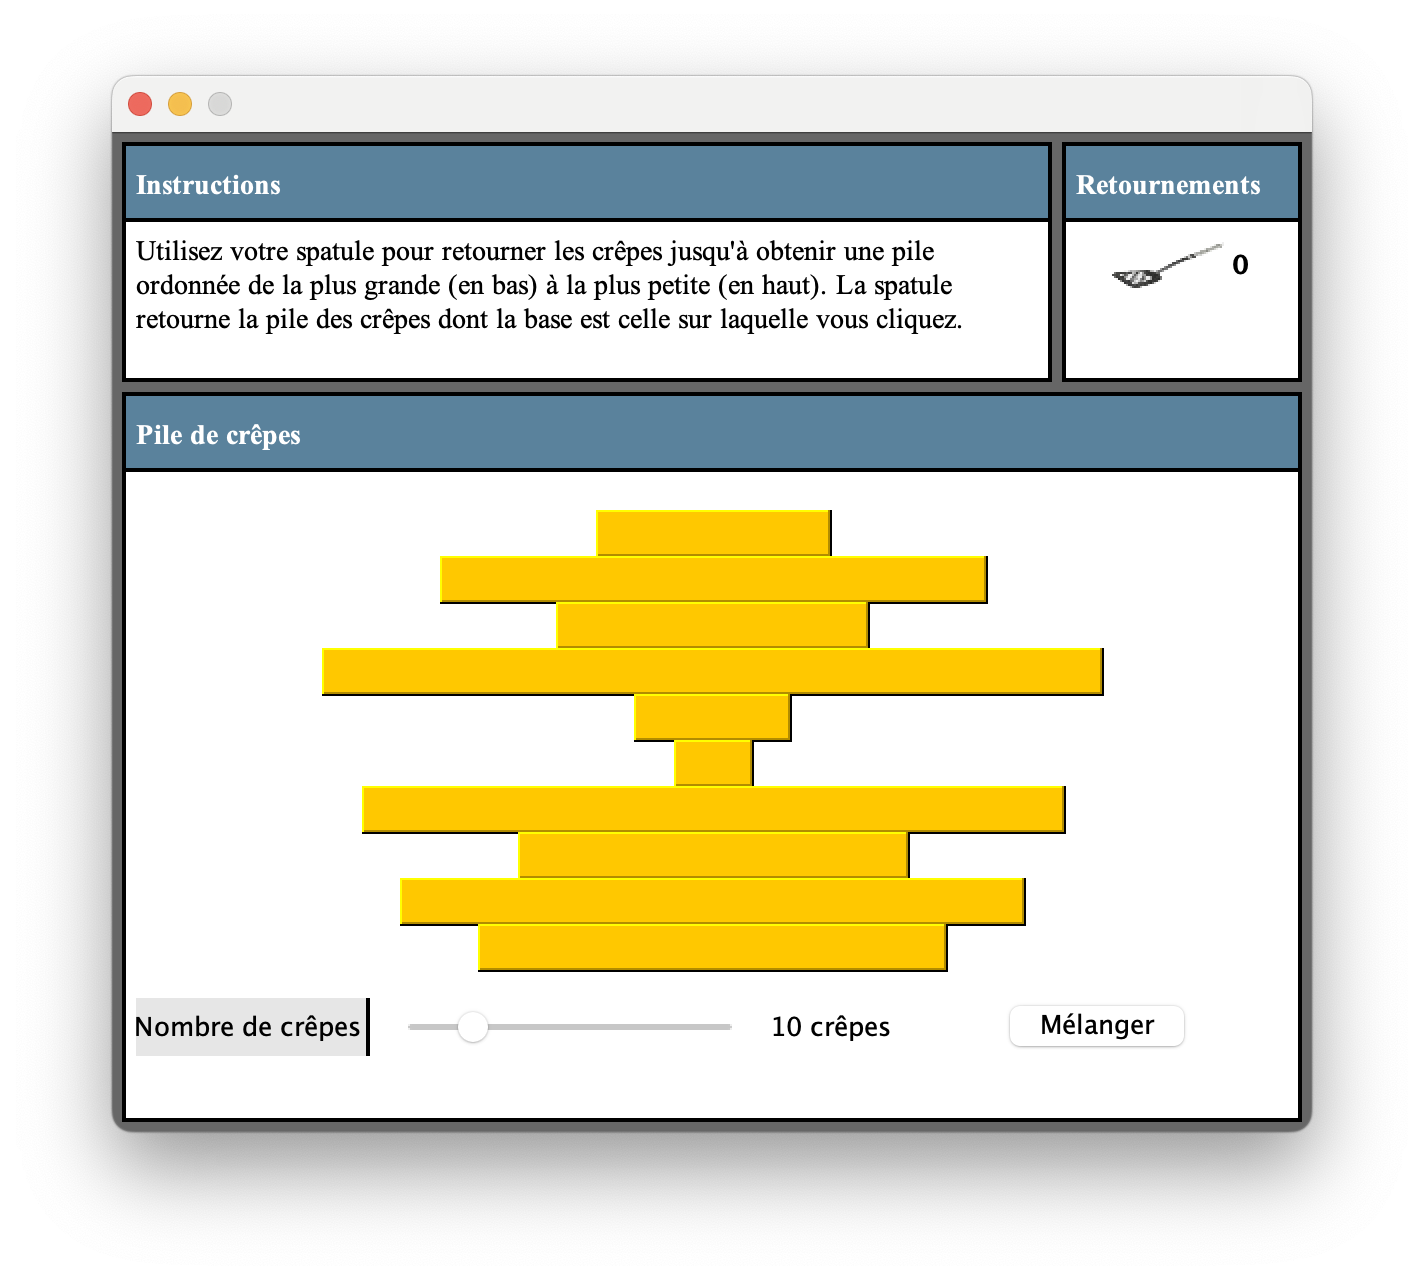 Instructions
Retournements
Utilisez votre spatule pour retourner les crêpes jusqu'à obtenir une pile
ordonnée de la plus grande (en bas) à la plus petite (en haut). La spatule
retourne la pile des crêpes dont la base est celle sur laquelle vous cliquez.
0
Pile de crêpes
Nombre de crêpes
10 crêpes
Mélanger